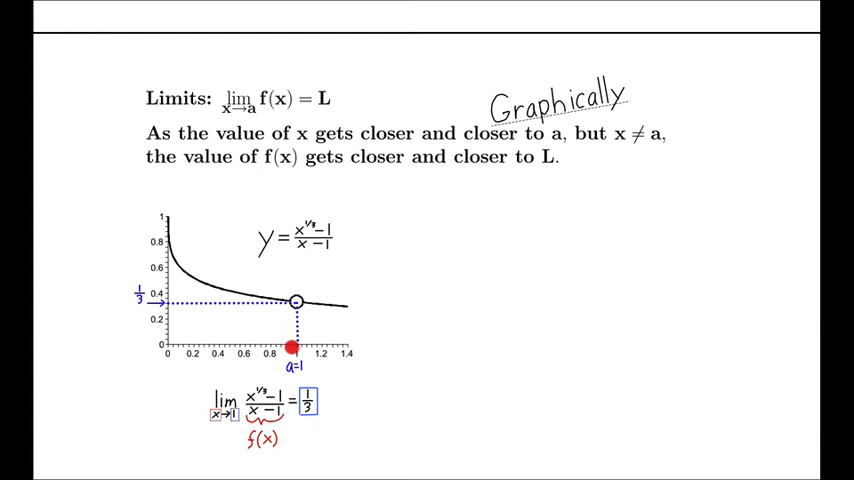 Limits: lim x→a f(x) = L
Graphically
As the value of x gets closer and closer to a, but x ≠ a,
the value of f(x) gets closer and closer to L.
y = (x^1/3 − 1)/(x − 1)
1
0.8
0.6
1/3
0.4
0.2
0
0 0.2 0.4 0.6 0.8 1 1.2 1.4
a=1
lim x→1 (x^1/3 − 1)/(x − 1) = 1/3
f(x)